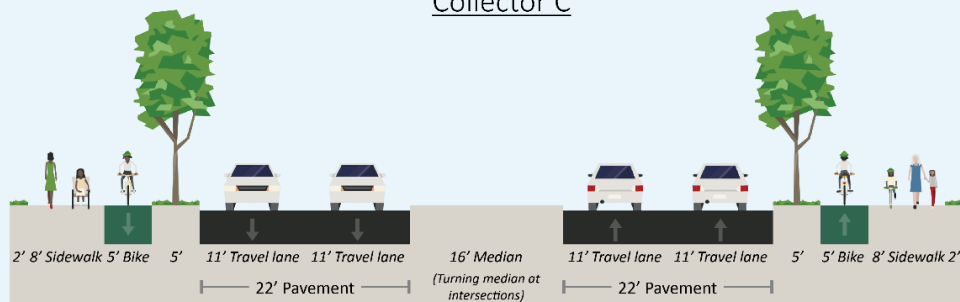 Collector C
2’ 8’ Sidewalk 5’ Bike 5’ 11’ Travel lane 11’ Travel lane 16’ Median 11’ Travel lane 11’ Travel lane 5’ 5’ Bike 8’ Sidewalk 2’
(Turning median at
intersections)
22’ Pavement 22’ Pavement